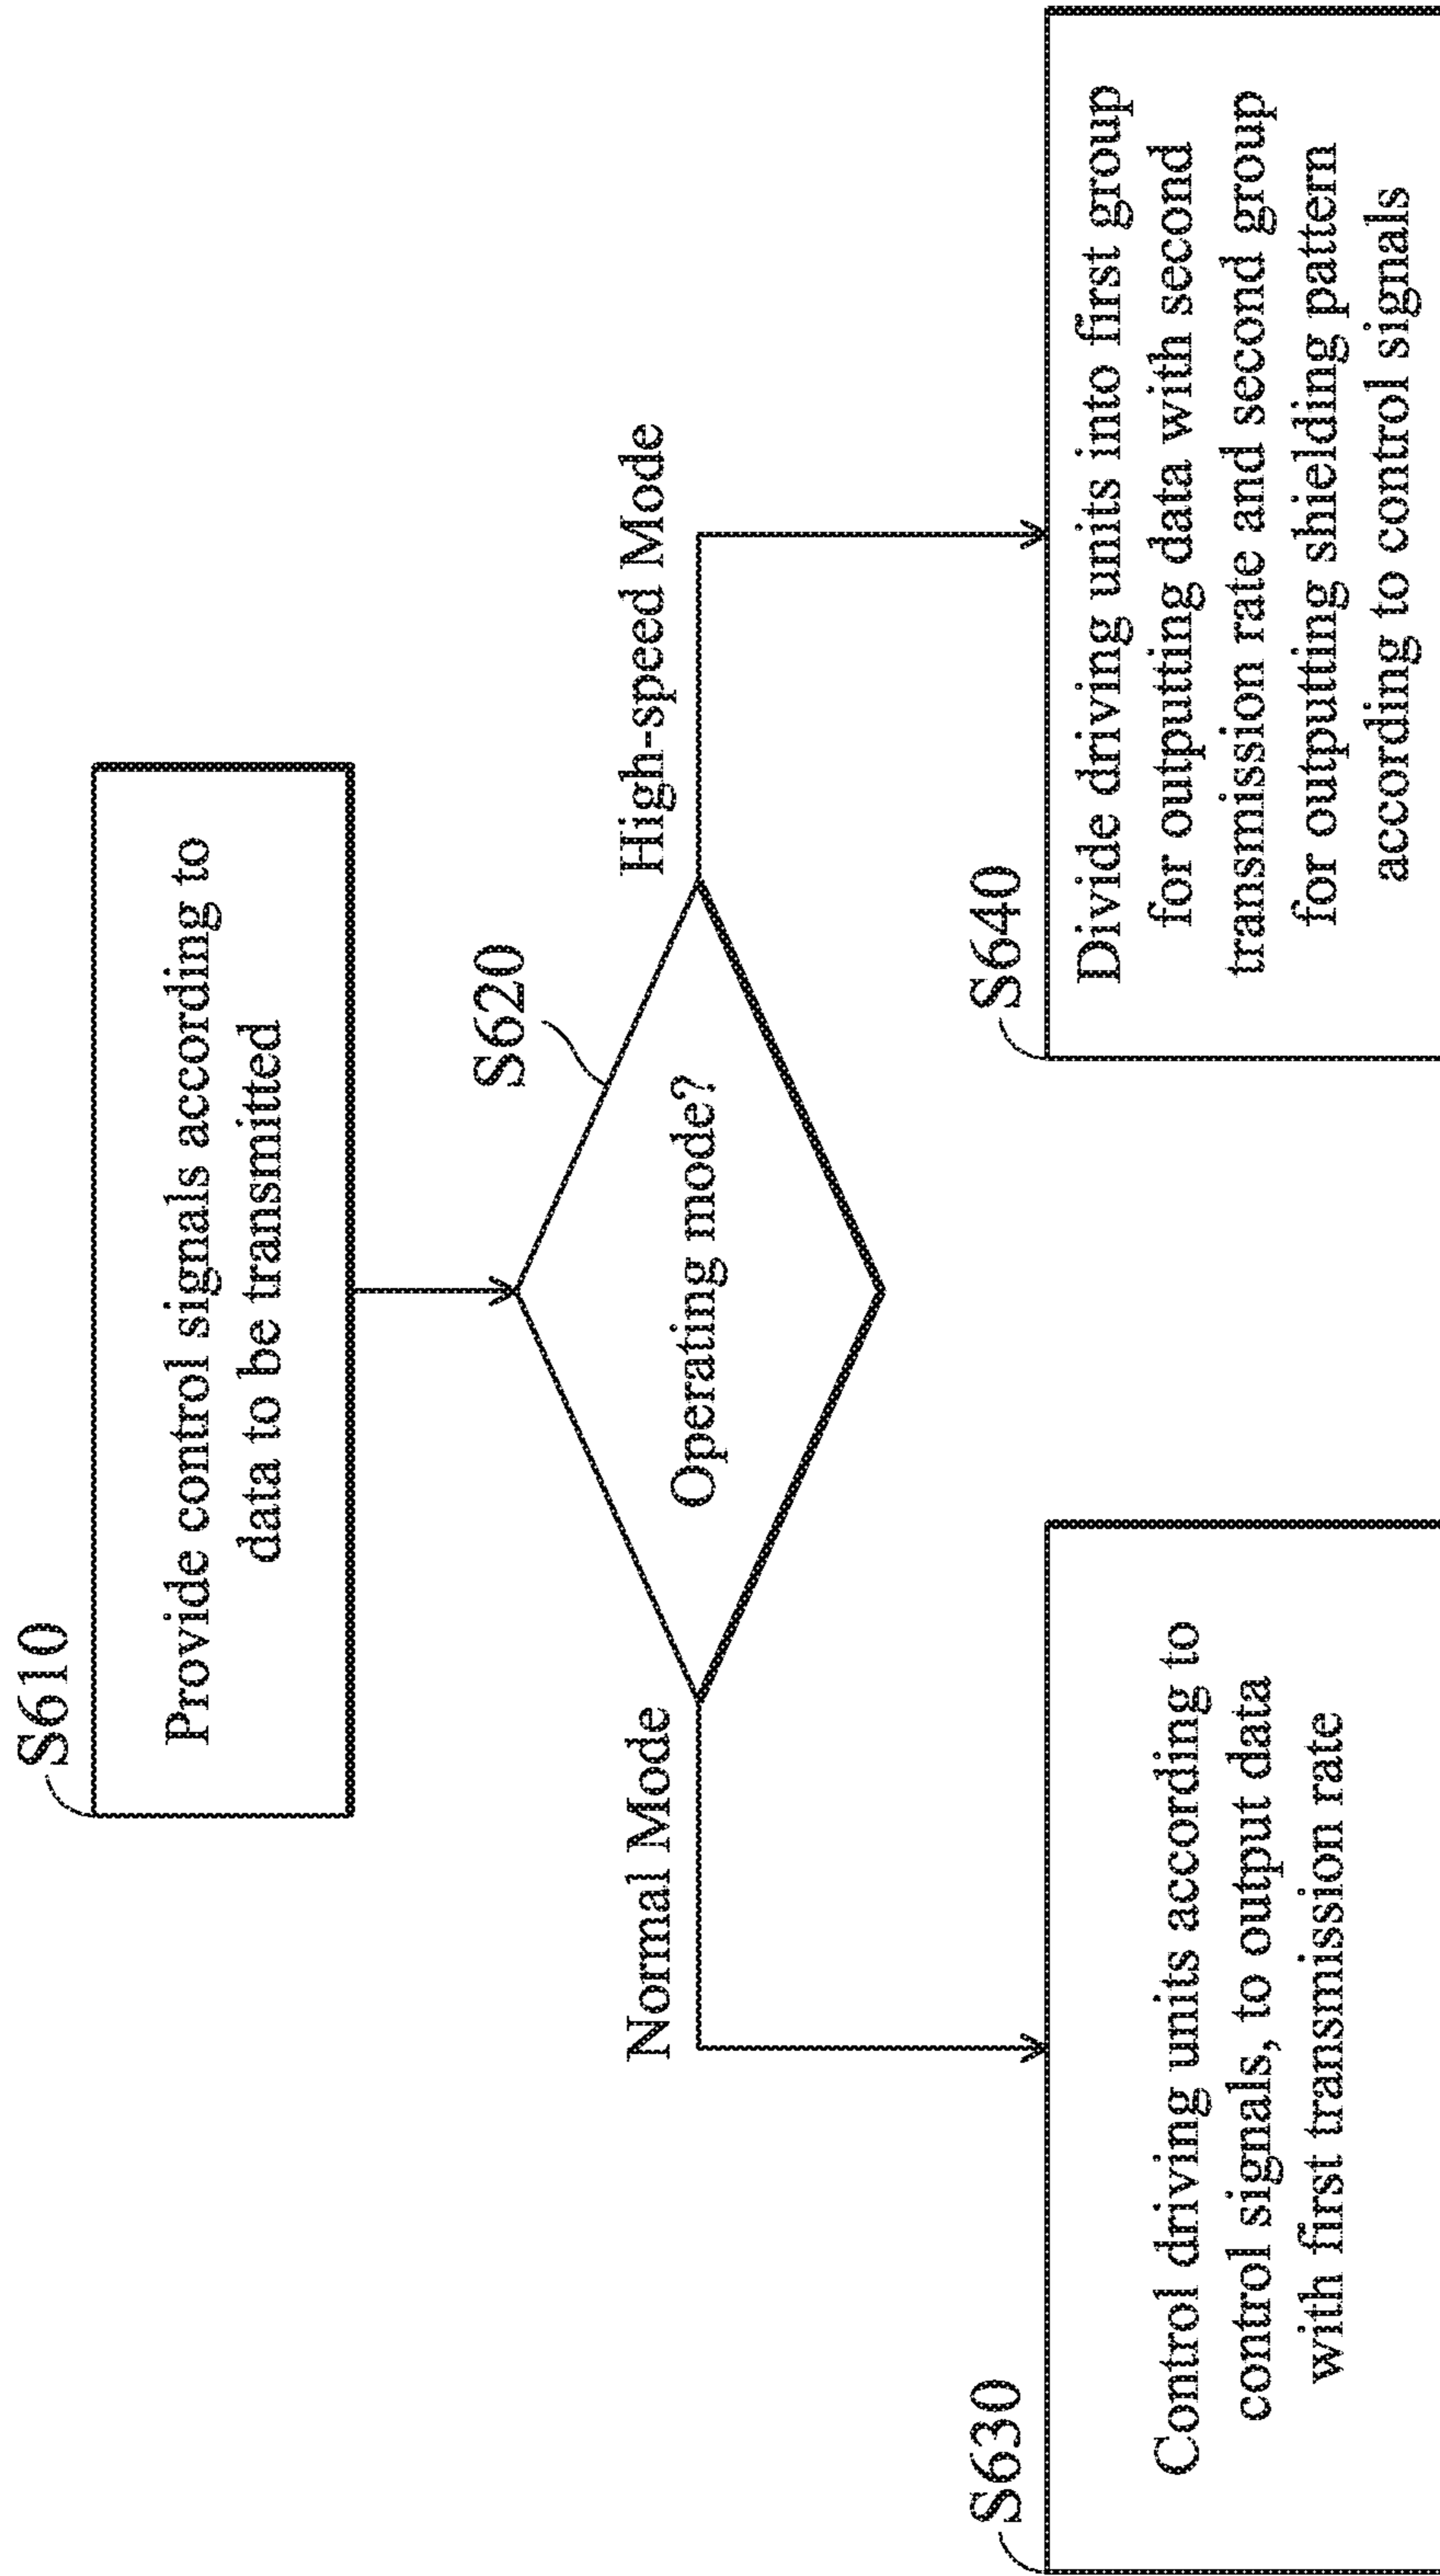 S610
Provide control signals according to
data to be transmitted
S620
Operating mode?
Normal Mode
High-speed Mode
S630
Control driving units according to
control signals, to output data
with first transmission rate
S640
Divide driving units into first group
for outputting data with second
transmission rate and second group
for outputting shielding pattern
according to control signals